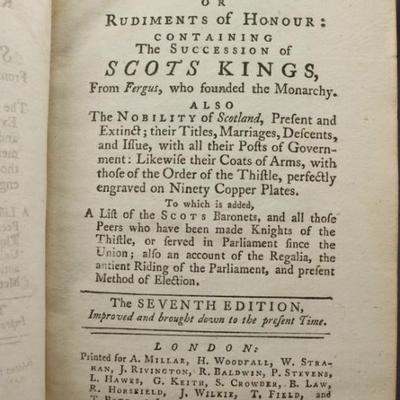 OR
RUDIMENTS of HONOUR:
CONTAINING
The SUCCESSION of
SCOTS KINGS,
From Fergus, who founded the Monarchy.
ALSO
The NOBILITY of Scotland, Preſent and
Extinct; their Titles, Marriages, Deſcents,
and Iſſue, with all their Poſts of Govern-
ment: Likewiſe their Coats of Arms, with
thoſe of the Order of the Thiſtle, perfectly
engraved on Ninety Copper Plates.
To which is added,
A Liſt of the SCOTS Baronets, and all thoſe
Peers who have been made Knights of the
Thiſtle, or ſerved in Parliament ſince the
Union; alſo an account of the Regalia, the
antient Riding of the Parliament, and preſent
Method of Election.
The SEVENTH EDITION,
Improved and brought down to the preſent Time.
LONDON:
Printed for A. MILLAR, H. WOODFALL, W. STRA-
HAN, J. RIVINGTON, R. BALDWIN, P. STEVENS,
L. HAWES, G. KEITH, S. CROWDER, B. LAW,
R. HORSFIELD, J. WILKIE, T. FIELD, and